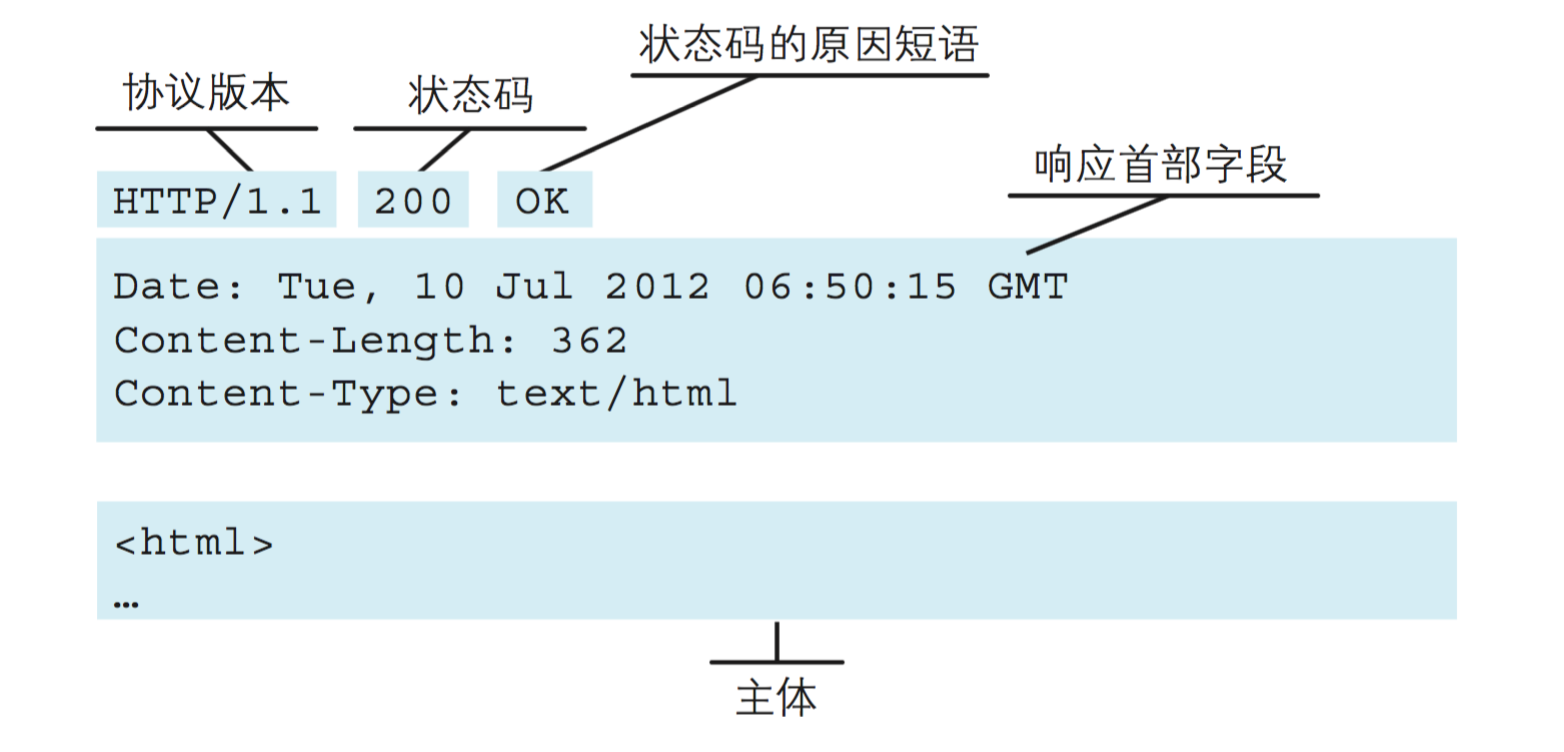 状态码的原因短语
协议版本 状态码
响应首部字段
HTTP/1.1 200 OK
Date: Tue, 10 Jul 2012 06:50:15 GMT
Content-Length: 362
Content-Type: text/html
<html>
…
主体